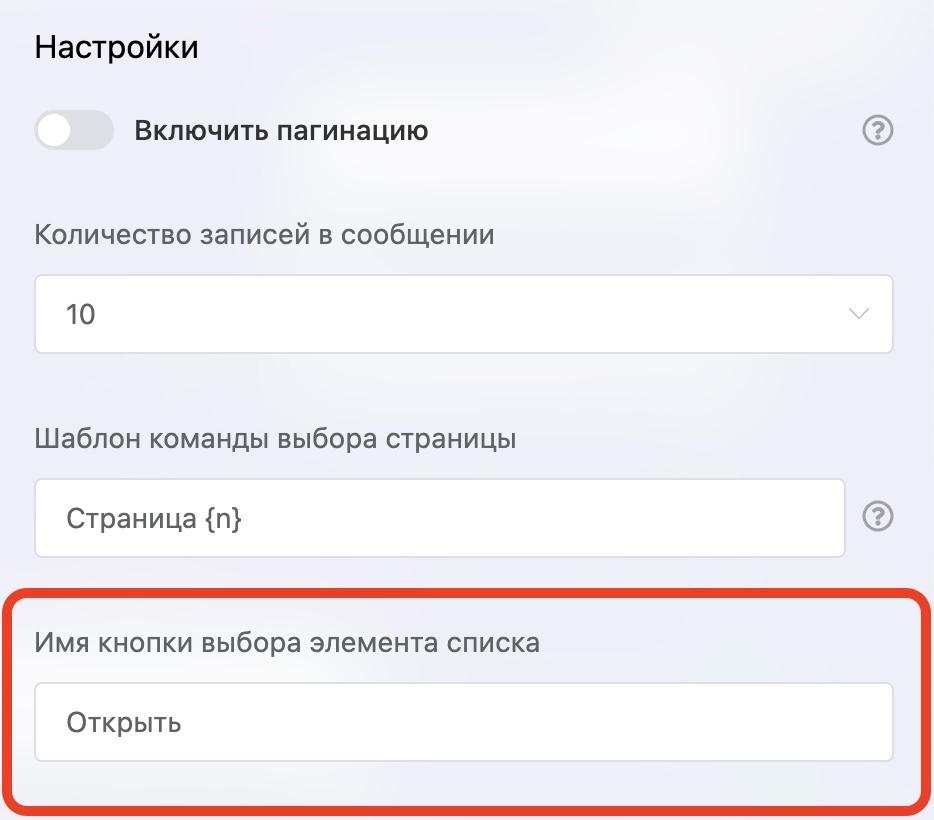 Настройки
Включить пагинацию
?
Количество записей в сообщении
10
Шаблон команды выбора страницы
Страница {n}
?
Имя кнопки выбора элемента списка
Открыть